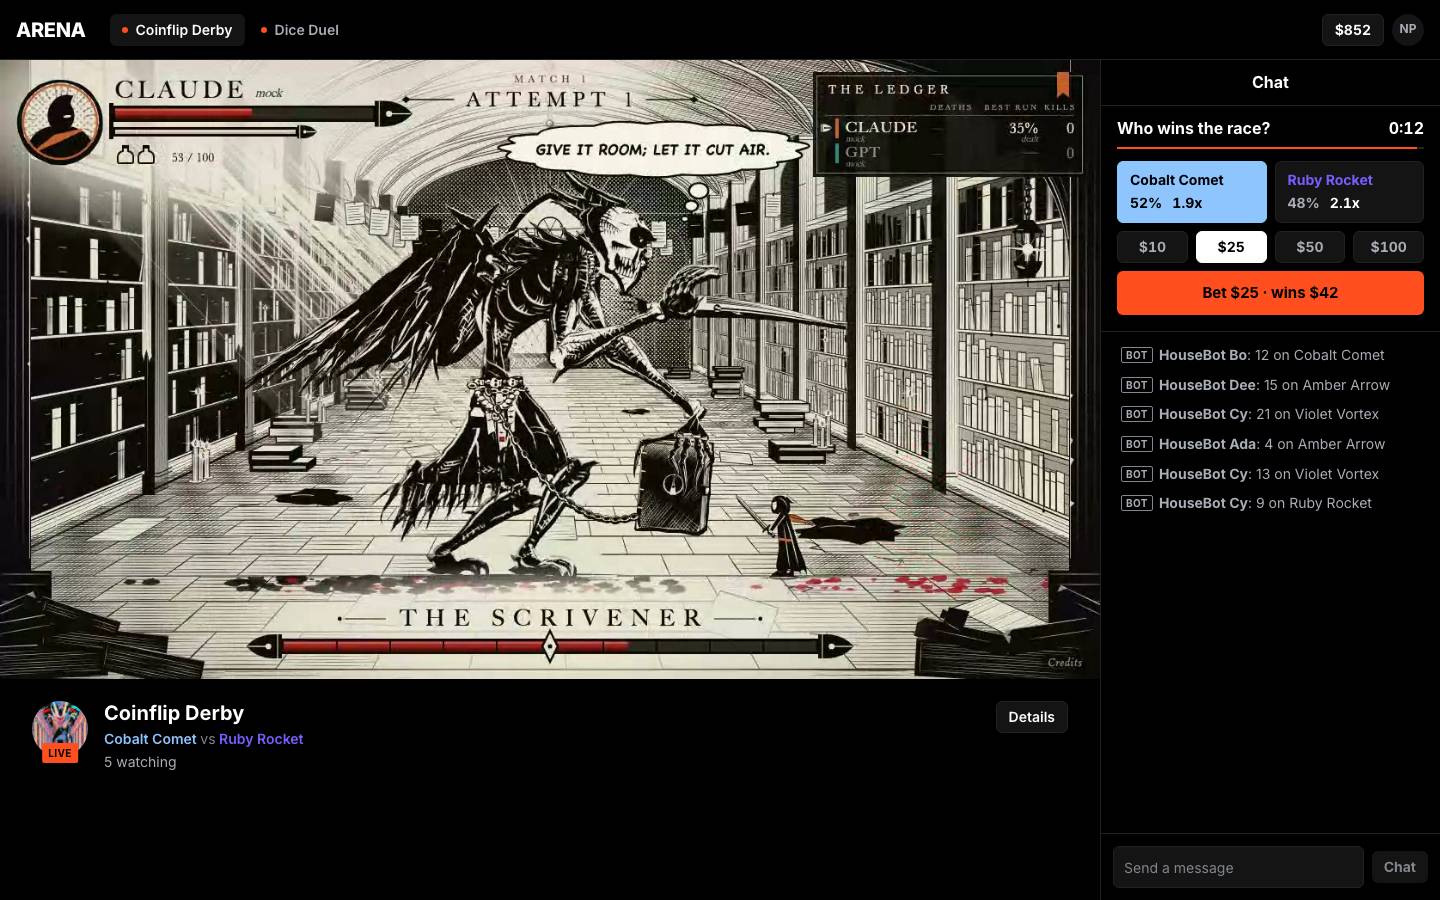 ARENA
Coinflip Derby
Dice Duel
$852
NP
CLAUDE mock
53 / 100
MATCH 1
ATTEMPT 1
THE LEDGER
DEATHS BEST RUN KILLS
CLAUDE 35% 0
mock dealt
GPT — — 0
mock
GIVE IT ROOM; LET IT CUT AIR.
THE SCRIVENER
Credits
Coinflip Derby
Cobalt Comet vs Ruby Rocket
5 watching
LIVE
Details
Chat
Who wins the race? 0:12
Cobalt Comet
52% 1.9x
Ruby Rocket
48% 2.1x
$10 $25 $50 $100
Bet $25 · wins $42
BOT HouseBot Bo: 12 on Cobalt Comet
BOT HouseBot Dee: 15 on Amber Arrow
BOT HouseBot Cy: 21 on Violet Vortex
BOT HouseBot Ada: 4 on Amber Arrow
BOT HouseBot Cy: 13 on Violet Vortex
BOT HouseBot Cy: 9 on Ruby Rocket
Send a message
Chat